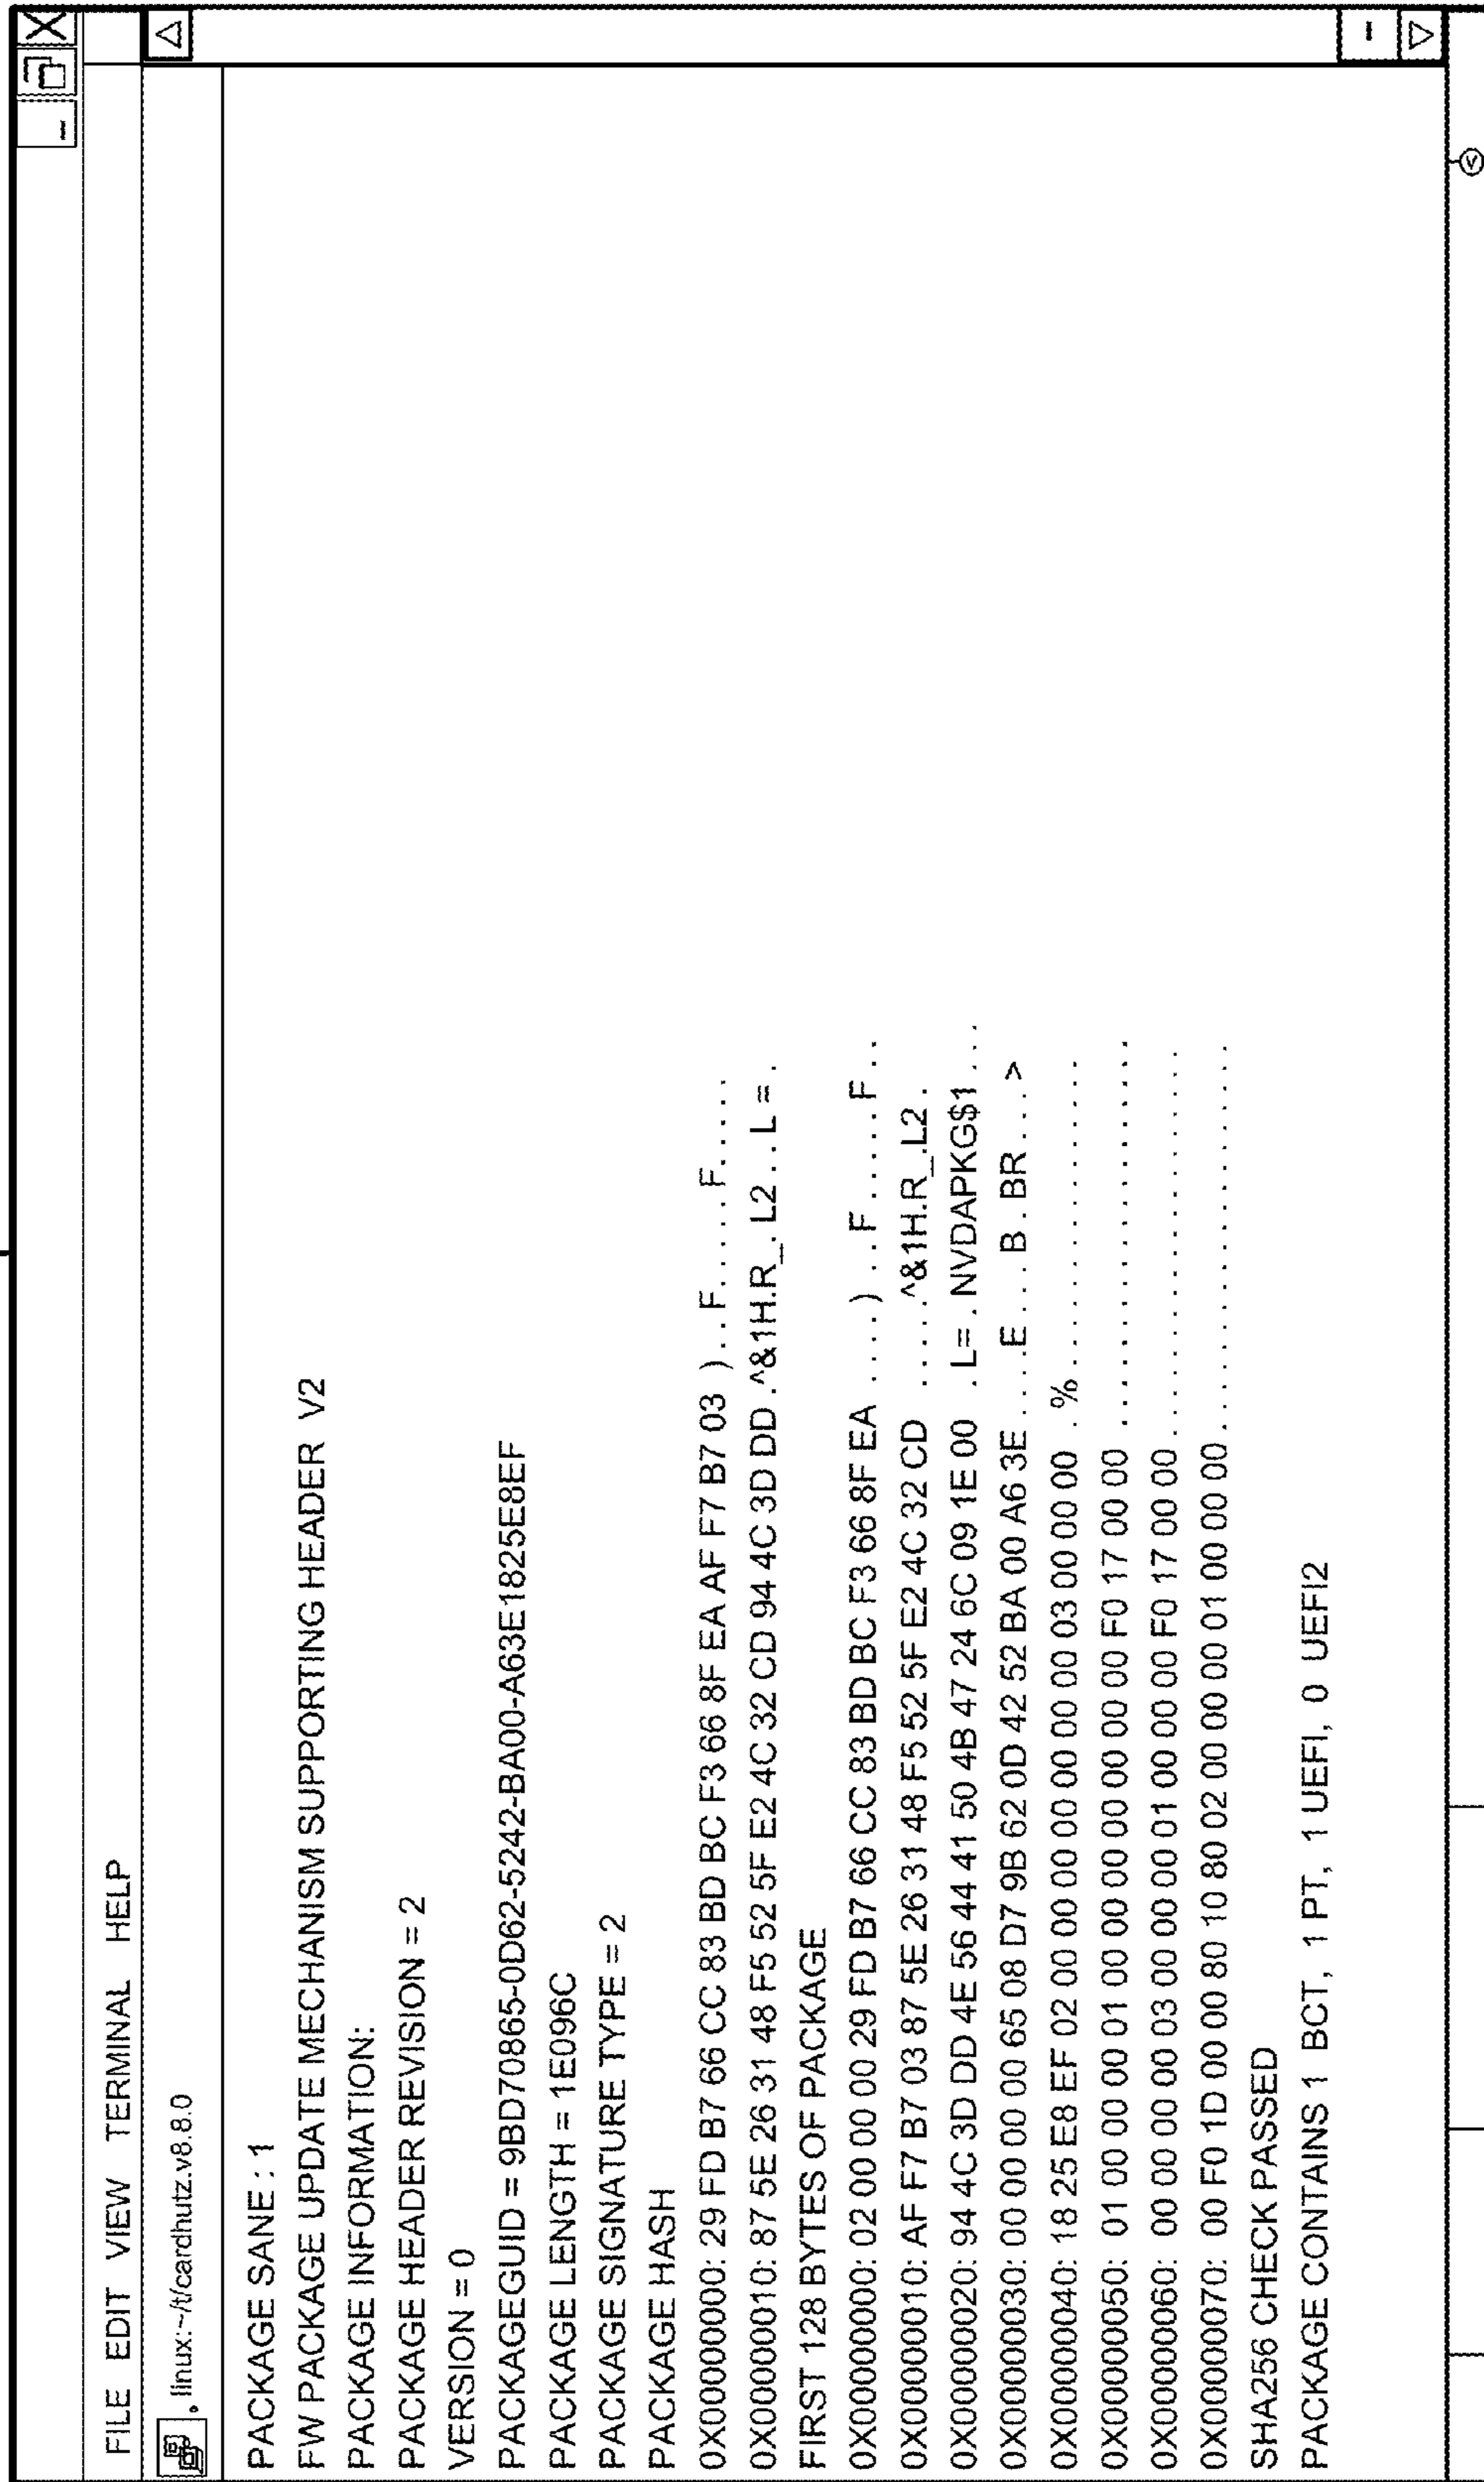 FILE EDIT VIEW TERMINAL HELP
linux:~/t/cardhutz.v8.8.0
PACKAGE SANE : 1
FW PACKAGE UPDATE MECHANISM SUPPORTING HEADER V2
PACKAGE INFORMATION:
PACKAGE HEADER REVISION = 2
VERSION = 0
PACKAGEGUID = 9BD70865-0D62-5242-BA00-A63E1825E8EF
PACKAGE LENGTH = 1E096C
PACKAGE SIGNATURE TYPE = 2
PACKAGE HASH
0X00000000: 29 FD B7 66 CC 83 BD BC F3 66 8F EA AF F7 B7 03 ) . . F . . . . . F. . . . .
0X00000010: 87 5E 26 31 48 F5 52 5F E2 4C 32 CD 94 4C 3D DD .^&1H.R_. L2 . . L = .
FIRST 128 BYTES OF PACKAGE
0X00000000: 02 00 00 00 29 FD B7 66 CC 83 BD BC F3 66 8F EA . . . . ) . . F . . . . . F . .
0X00000010: AF F7 B7 03 87 5E 26 31 48 F5 52 5F E2 4C 32 CD . . . . . ^&1H.R_.L2 .
0X00000020: 94 4C 3D DD 4E 56 44 41 50 4B 47 24 6C 09 1E 00 . L= . NVDAPKG$1 . . .
0X00000030: 00 00 00 00 65 08 D7 9B 62 0D 42 52 BA 00 A6 3E . . . . E . . . B . BR . . . >
0X00000040: 18 25 E8 EF 02 00 00 00 00 00 00 00 03 00 00 00 . % . . . . . . . . . . . . . .
0X00000050: 01 00 00 00 01 00 00 00 00 00 00 00 F0 17 00 00 . . . . . . . . . . . . . . . .
0X00000060: 00 00 00 00 03 00 00 00 01 00 00 00 F0 17 00 00 . . . . . . . . . . . . . . . .
0X00000070: 00 F0 1D 00 00 80 10 80 02 00 00 00 01 00 00 00 . . . . . . . . . . . . . . . .
SHA256 CHECK PASSED
PACKAGE CONTAINS 1 BCT, 1 PT, 1 UEFI, 0 UEFI2